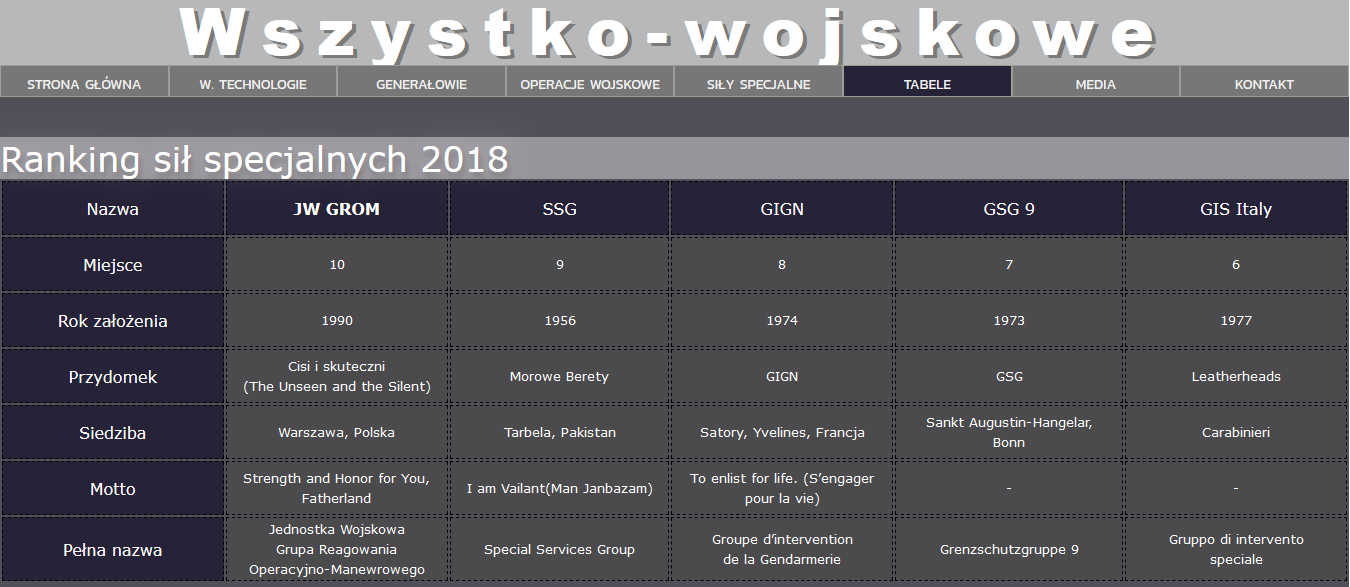 Wszystko-wojskowe
STRONA GŁÓWNA W. TECHNOLOGIE GENERAŁOWIE OPERACJE WOJSKOWE SIŁY SPECJALNE TABELE MEDIA KONTAKT
Ranking sił specjalnych 2018
Nazwa JW GROM SSG GIGN GSG 9 GIS Italy
Miejsce 10 9 8 7 6
Rok założenia 1990 1956 1974 1973 1977
Przydomek
Cisi i skuteczni
(The Unseen and the Silent)
Morowe Berety
GIGN
GSG
Leatherheads
Siedziba
Warszawa, Polska
Tarbela, Pakistan
Satory, Yvelines, Francja
Sankt Augustin-Hangelar,
Bonn
Carabinieri
Motto
Strength and Honor for You,
Fatherland
I am Vailant(Man Janbazam)
To enlist for life. (S’engager
pour la vie)
-
-
Pełna nazwa
Jednostka Wojskowa
Grupa Reagowania
Operacyjno-Manewrowego
Special Services Group
Groupe d’intervention
de la Gendarmerie
Grenzschutzgruppe 9
Gruppo di intervento
speciale